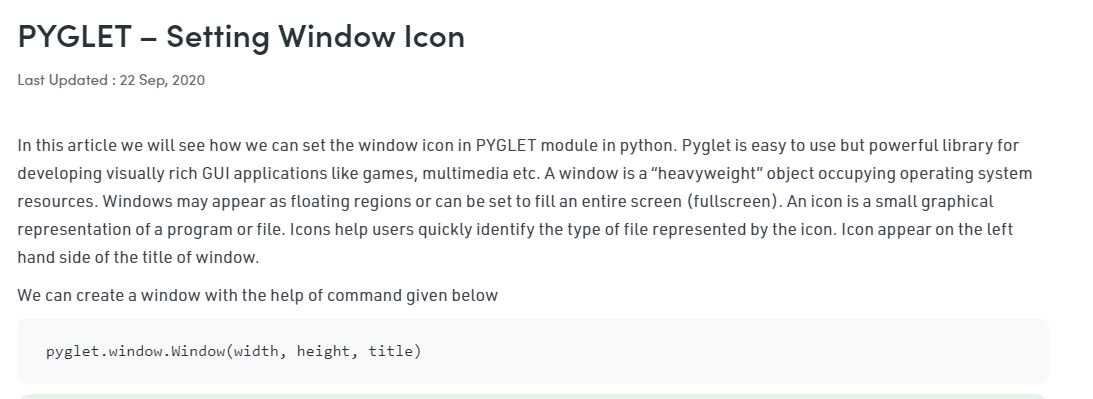 PYGLET – Setting Window Icon
Last Updated : 22 Sep, 2020
In this article we will see how we can set the window icon in PYGLET module in python. Pyglet is easy to use but powerful library for
developing visually rich GUI applications like games, multimedia etc. A window is a “heavyweight” object occupying operating system
resources. Windows may appear as floating regions or can be set to fill an entire screen (fullscreen). An icon is a small graphical
representation of a program or file. Icons help users quickly identify the type of file represented by the icon. Icon appear on the left
hand side of the title of window.
We can create a window with the help of command given below
pyglet.window.Window(width, height, title)